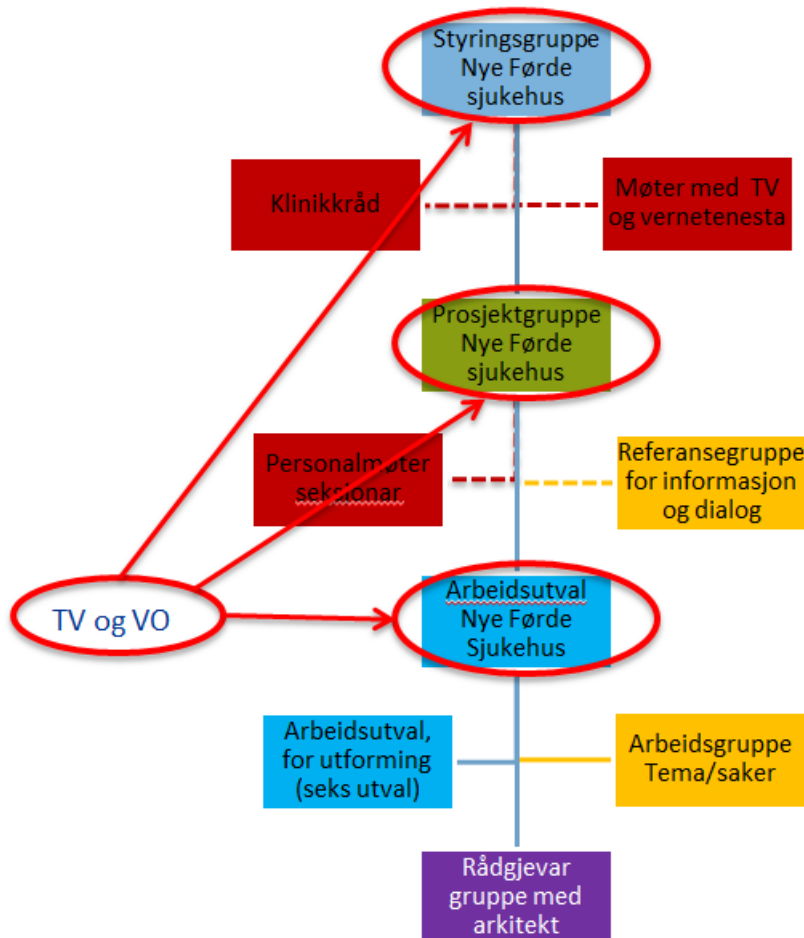 Styringsgruppe
Nye Førde
sjukehus
Klinikkråd
Møter med TV
og vernetenesta
Prosjektgruppe
Nye Førde
sjukehus
Personalmøter
seksjonar
Referansegruppe
for informasjon
og dialog
TV og VO
Arbeidsutval
Nye Førde
Sjukehus
Arbeidsutval,
for utforming
(seks utval)
Arbeidsgruppe
Tema/saker
Rådgjevar
gruppe med
arkitekt